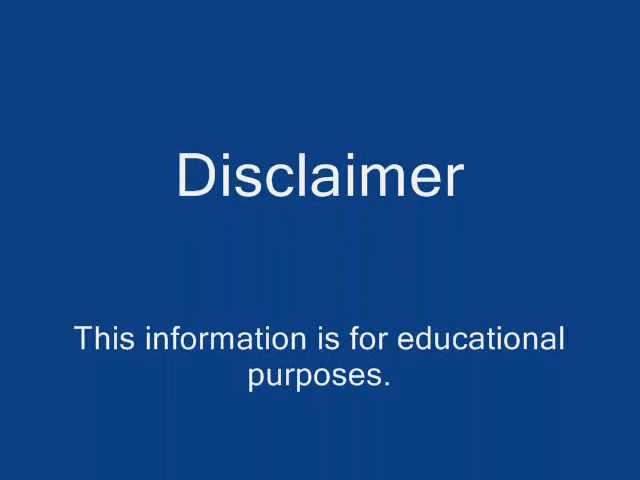 Disclaimer
This information is for educational
purposes.